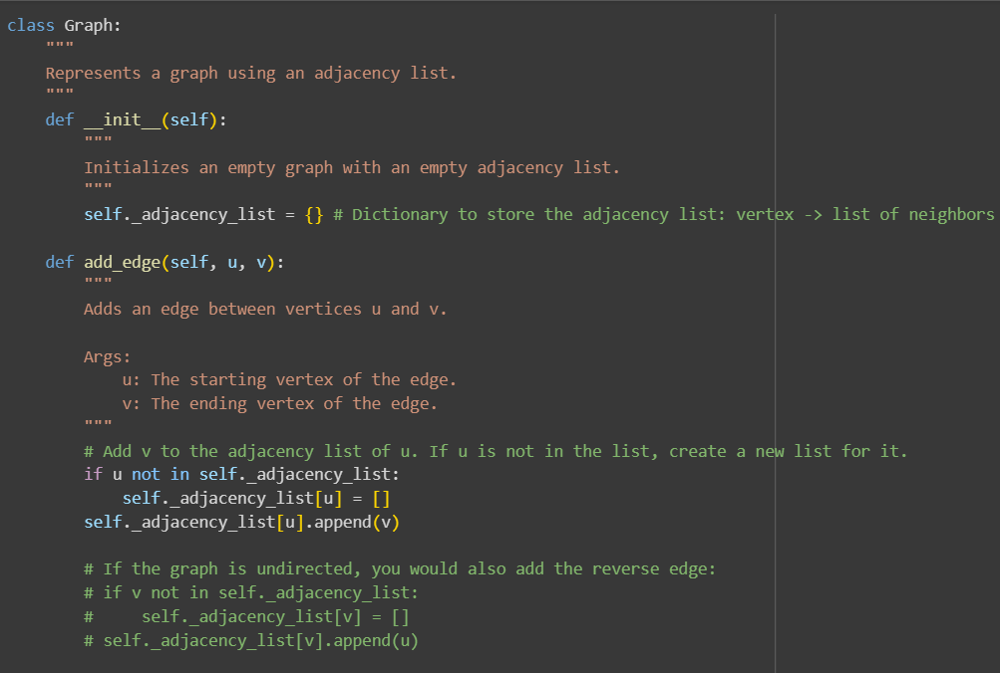 class Graph:
    """
    Represents a graph using an adjacency list.
    """
    def __init__(self):
        """
        Initializes an empty graph with an empty adjacency list.
        """
        self._adjacency_list = {} # Dictionary to store the adjacency list: vertex -> list of neighbors

    def add_edge(self, u, v):
        """
        Adds an edge between vertices u and v.

        Args:
            u: The starting vertex of the edge.
            v: The ending vertex of the edge.
        """
        # Add v to the adjacency list of u. If u is not in the list, create a new list for it.
        if u not in self._adjacency_list:
            self._adjacency_list[u] = []
        self._adjacency_list[u].append(v)

        # If the graph is undirected, you would also add the reverse edge:
        # if v not in self._adjacency_list:
        #     self._adjacency_list[v] = []
        # self._adjacency_list[v].append(u)